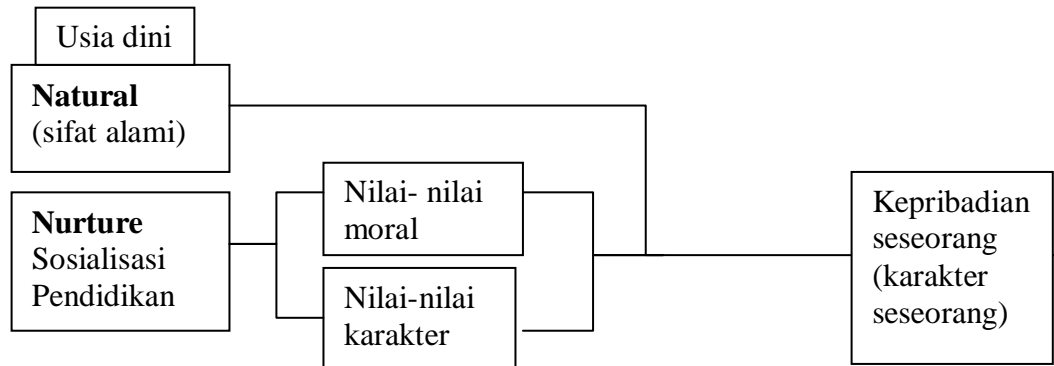 Usia dini
Natural
(sifat alami)
Nurture
Sosialisasi
Pendidikan
Nilai- nilai
moral
Nilai-nilai
karakter
Kepribadian
seseorang
(karakter
seseorang)